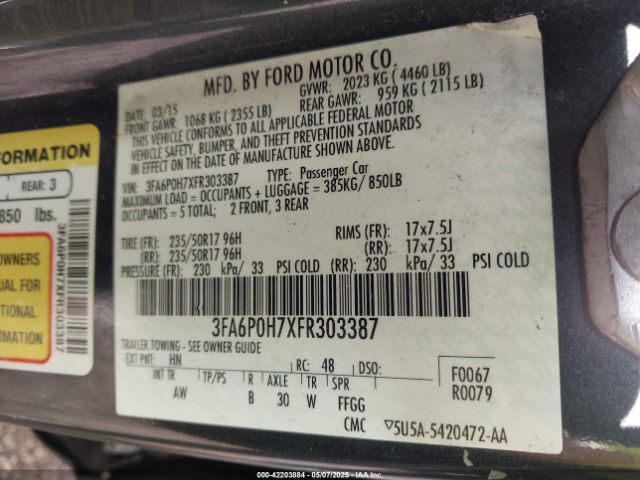 MFD. BY FORD MOTOR CO.
DATE: 03/15 GVWR: 2023 KG ( 4460 LB)
FRONT GAWR: 1068 KG ( 2355 LB) REAR GAWR: 959 KG ( 2115 LB)
THIS VEHICLE CONFORMS TO ALL APPLICABLE FEDERAL MOTOR
VEHICLE SAFETY, BUMPER, AND THEFT PREVENTION STANDARDS
IN EFFECT ON THE DATE OF MANUFACTURE SHOWN ABOVE.
VIN: 3FA6P0H7XFR303387 TYPE: Passenger Car
MAXIMUM LOAD = OCCUPANTS + LUGGAGE = 385KG/ 850LB
OCCUPANTS = 5 TOTAL; 2 FRONT, 3 REAR
TIRE (FR): 235/50R17 96H RIMS (FR): 17x7.5J
(RR): 235/50R17 96H (RR): 17x7.5J
PRESSURE (FR): 230 kPa/ 33 PSI COLD (RR): 230 kPa/ 33 PSI COLD
3FA6P0H7XFR303387
TRAILER TOWING - SEE OWNER GUIDE
EXT PNT: HN RC: 48 DSO:
INT TR TP/PS R AXLE TR SPR
AW B 30 W FFGG
F0067
R0079
CMC ▽5U5A-5420472-AA
FORMATION
REAR: 3
850 lbs.
OWNERS
UAL FOR
TIONAL
MATION
3FA6P0H7XFR303387
000-42203884 | 05/07/2025 | IAAI.COM